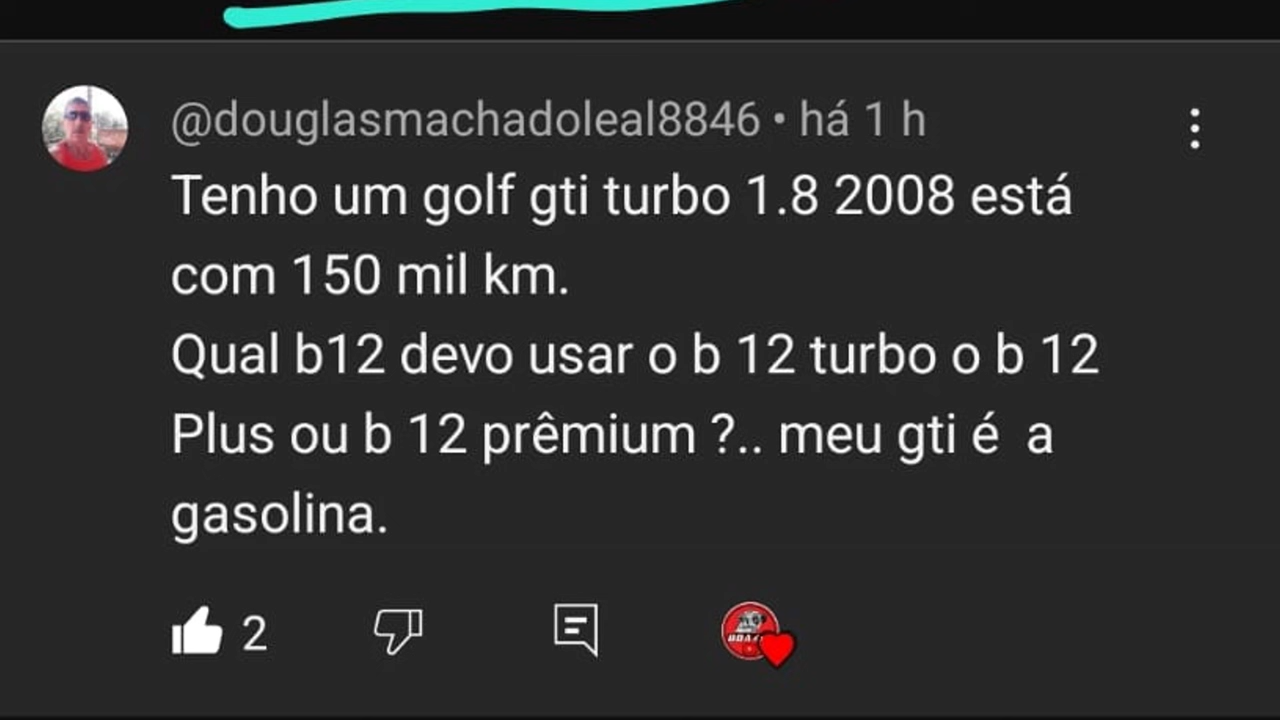 @douglasmachadoleal8846 • há 1 h
Tenho um golf gti turbo 1.8 2008 está
com 150 mil km.
Qual b12 devo usar o b 12 turbo o b 12
Plus ou b 12 prêmium ?.. meu gti é  a
gasolina.
2